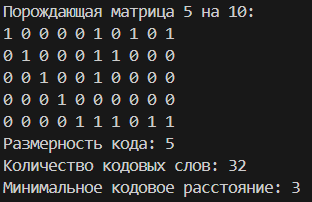 Порождающая матрица 5 на 10:
1 0 0 0 0 1 0 1 0 1
0 1 0 0 0 1 1 0 0 0
0 0 1 0 0 1 0 0 0 0
0 0 0 1 0 0 0 0 0 0
0 0 0 0 1 1 1 0 1 1
Размерность кода: 5
Количество кодовых слов: 32
Минимальное кодовое расстояние: 3